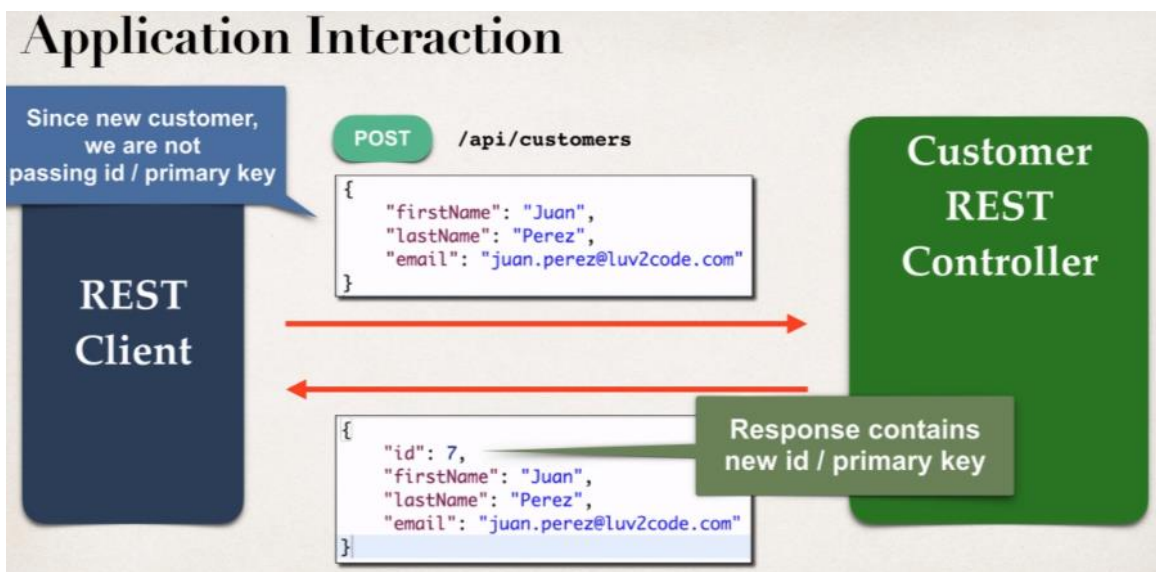 Application Interaction
Since new customer,
we are not
passing id / primary key
POST /api/customers
{
"firstName": "Juan",
"lastName": "Perez",
"email": "juan.perez@luv2code.com"
}
REST
Client
Customer
REST
Controller
{
"id": 7,
"firstName": "Juan",
"lastName": "Perez",
"email": "juan.perez@luv2code.com"
}
Response contains
new id / primary key